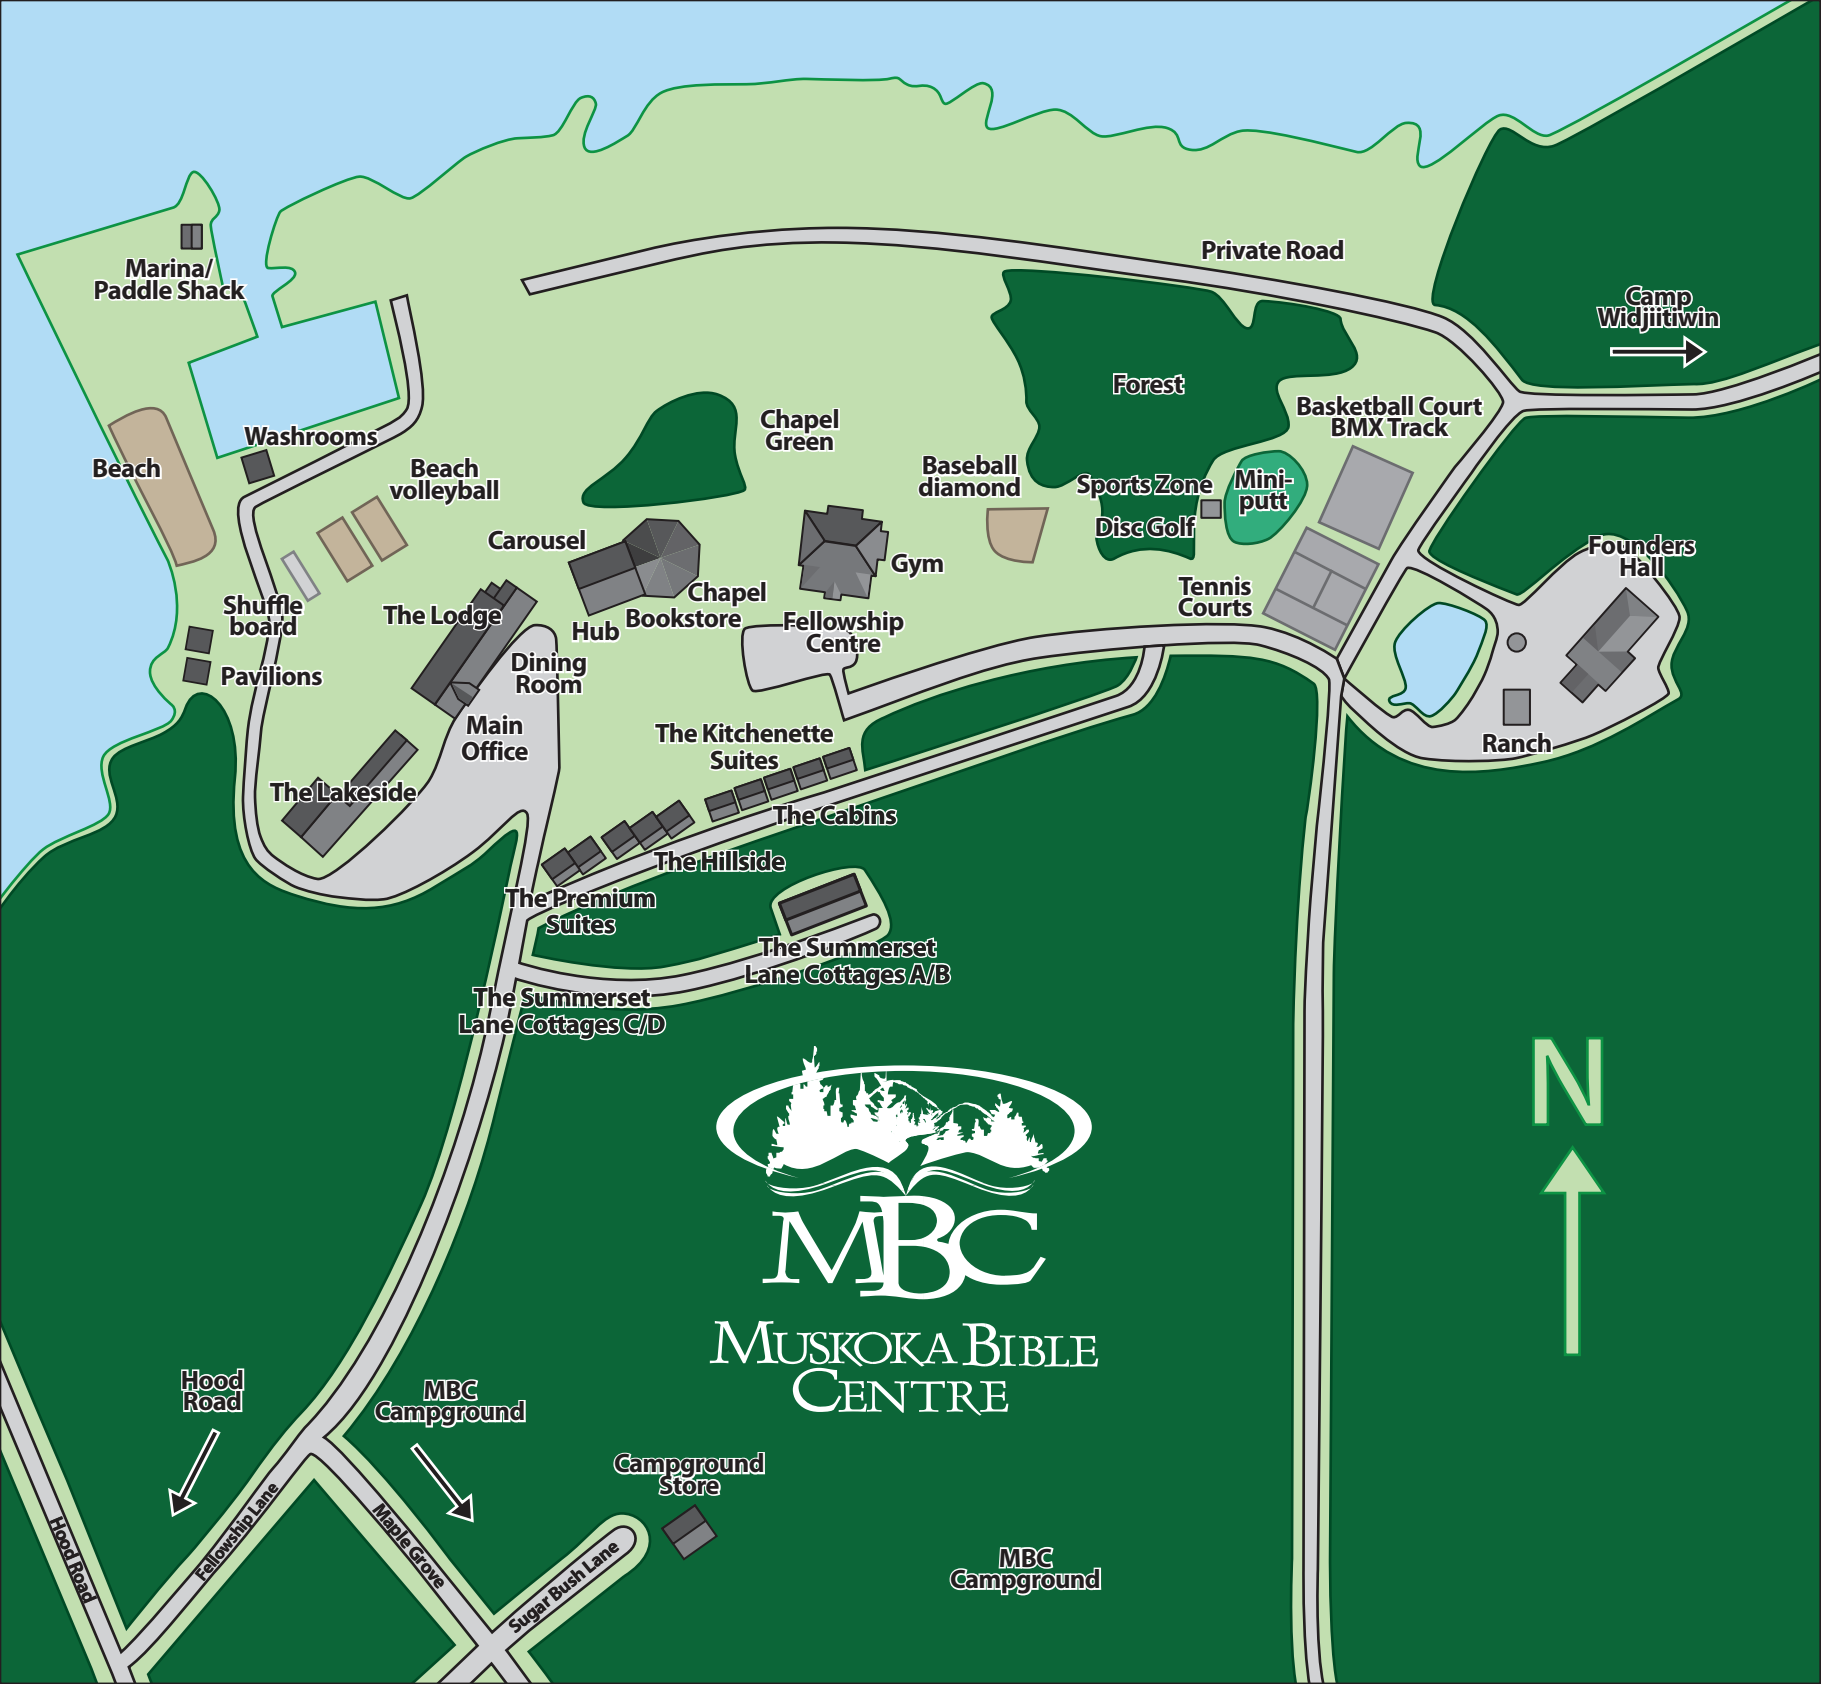 Private Road
Marina/
Paddle Shack
Camp
Widjiitiwin
Forest
Basketball Court
BMX Track
Chapel
Green
Washrooms
Beach
Beach
volleyball
Baseball
diamond
Sports Zone
Mini-
putt
Disc Golf
Carousel
Gym
Founders
Hall
Chapel
Bookstore
Tennis
Courts
Shuffle
board
The Lodge
Hub
Fellowship
Centre
Dining
Room
Pavilions
Main
Office
The Kitchenette
Suites
Ranch
The Lakeside
The Cabins
The Hillside
The Premium
Suites
The Summerset
Lane Cottages A/B
The Summerset
Lane Cottages C/D
N
MBC
MUSKOKA BIBLE
CENTRE
Hood
Road
MBC
Campground
Campground
Store
Hood Road
Fellowship Lane
Maple Grove
Sugar Bush Lane
MBC
Campground